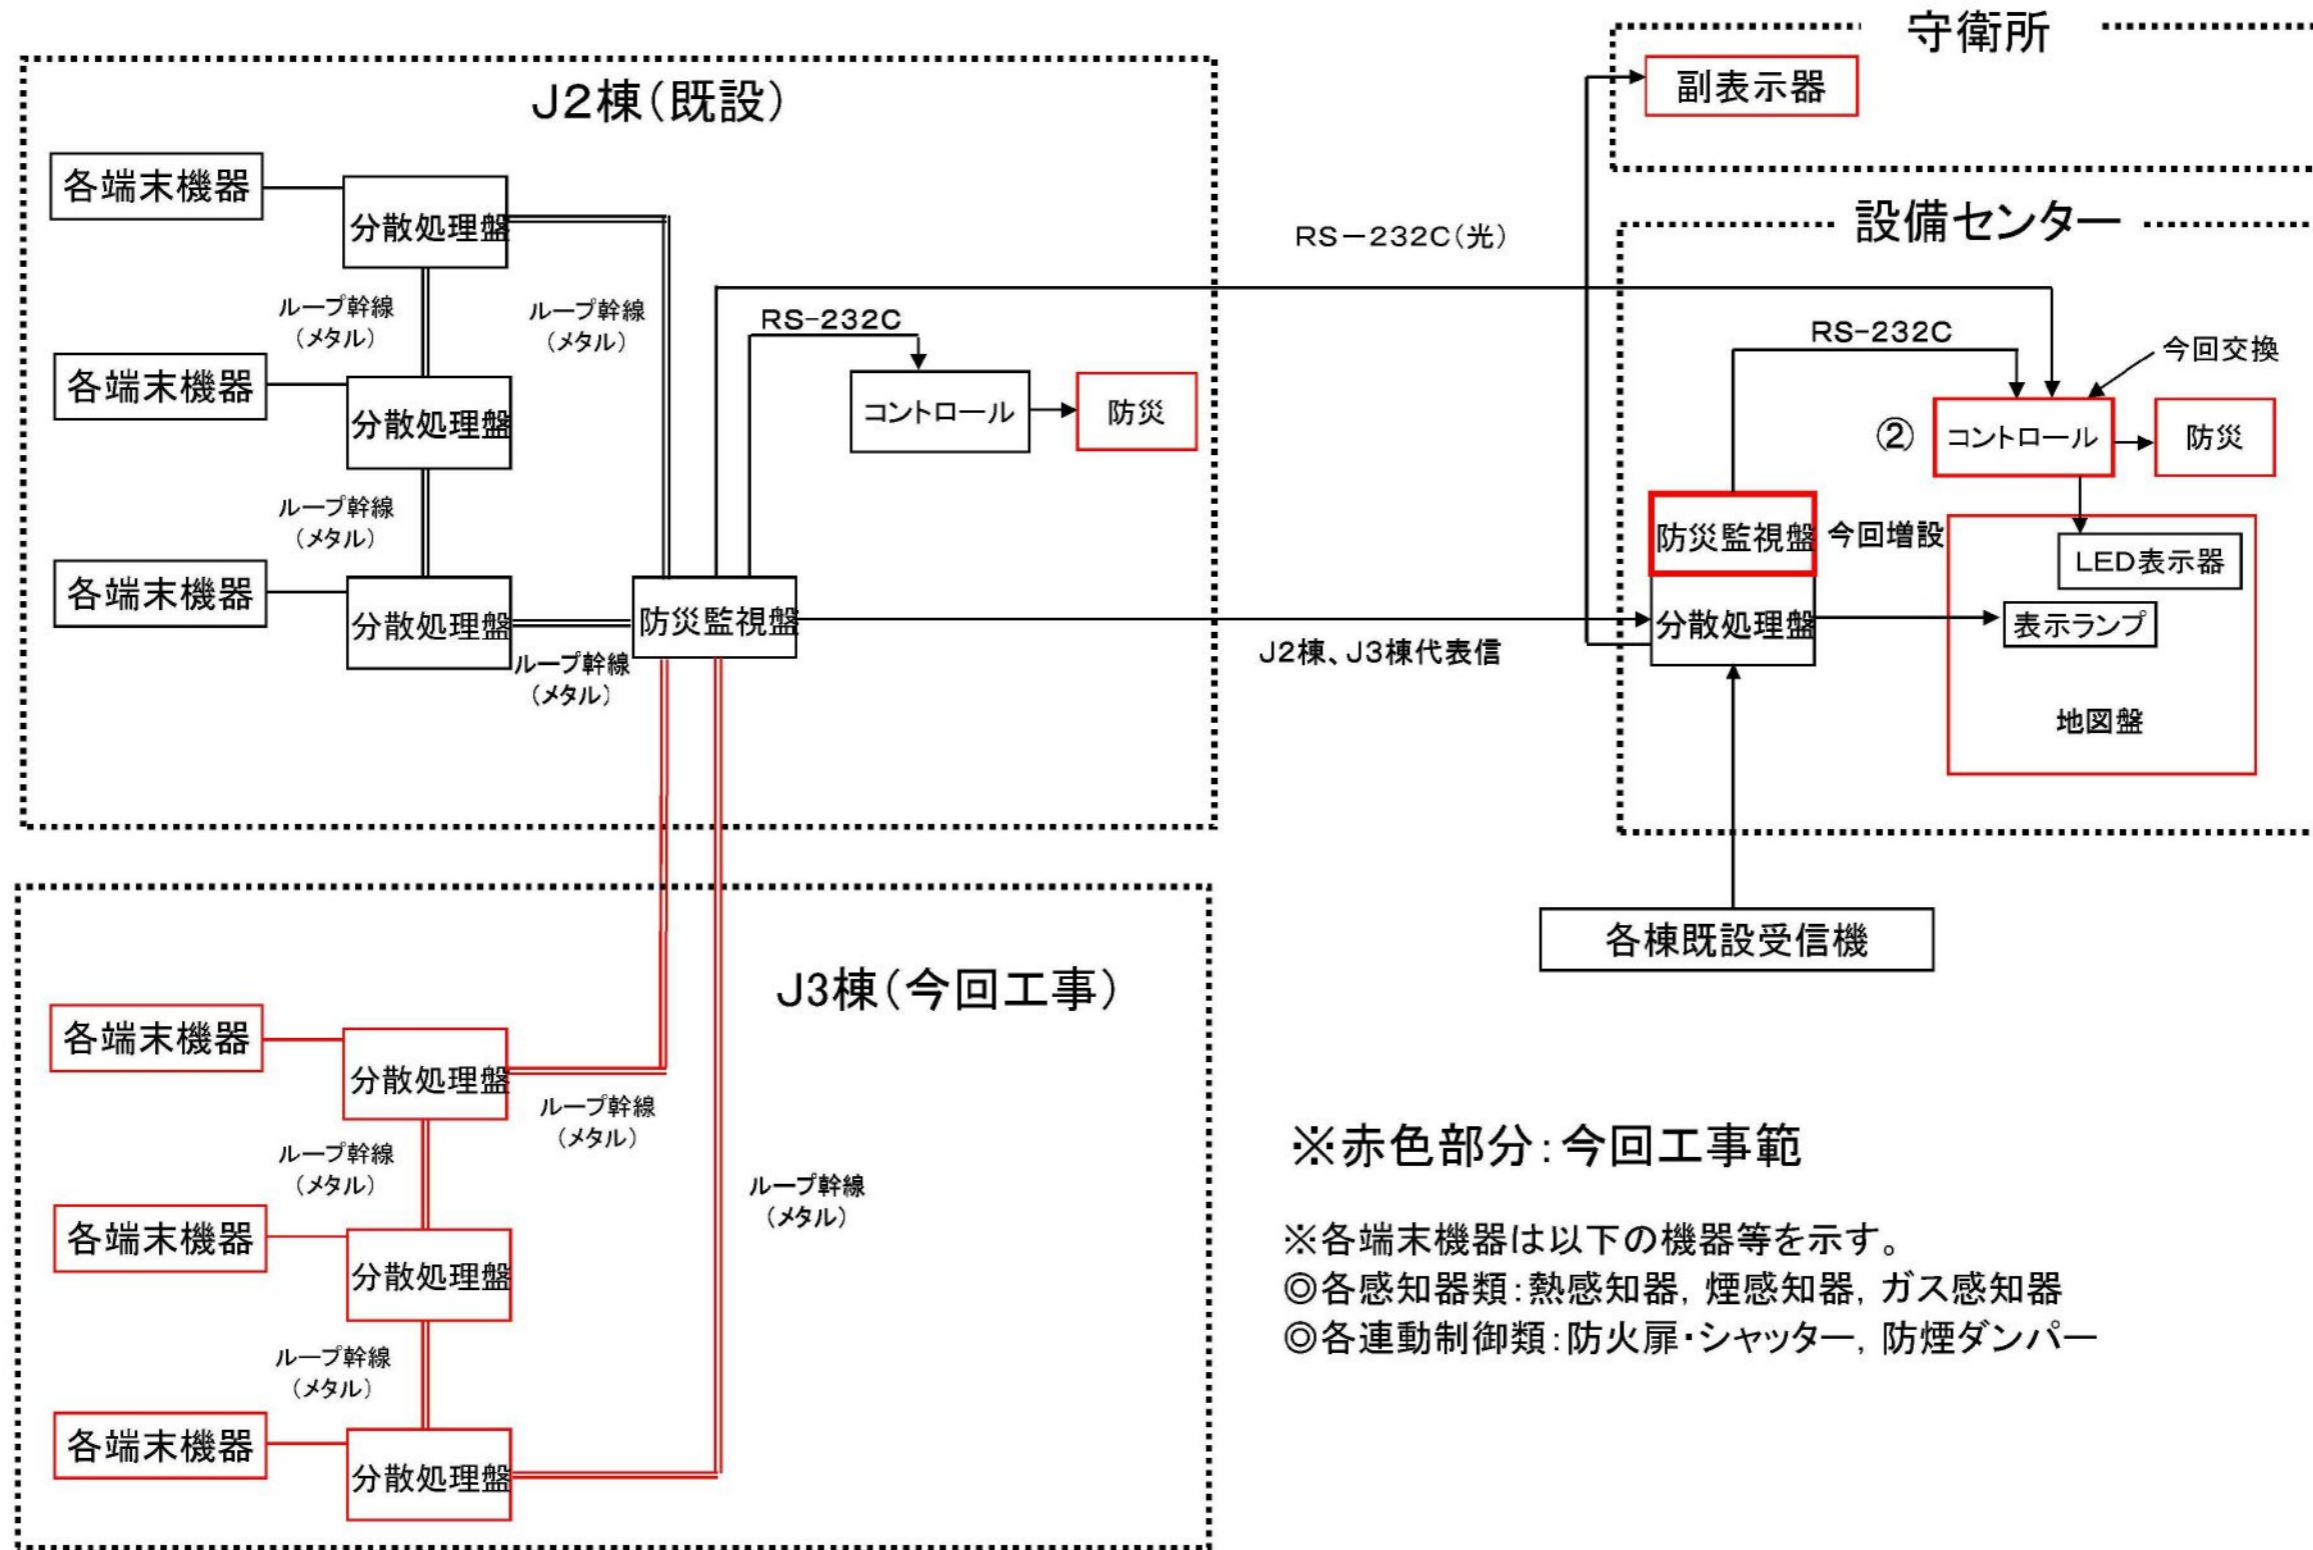 J2棟(既設)
各端末機器
分散処理盤
ループ幹線
(メタル)
ループ幹線
(メタル)
各端末機器
分散処理盤
ループ幹線
(メタル)
各端末機器
分散処理盤
ループ幹線
(メタル)
防災監視盤
RS-232C
コントロール
防災
RS-232C(光)
J2棟、J3棟代表信
守衛所
副表示器
設備センター
RS-232C
今回交換
②
コントロール
防災
防災監視盤
今回増設
LED表示器
分散処理盤
表示ランプ
地図盤
各棟既設受信機
J3棟(今回工事)
各端末機器
分散処理盤
ループ幹線
(メタル)
ループ幹線
(メタル)
各端末機器
分散処理盤
ループ幹線
(メタル)
ループ幹線
(メタル)
各端末機器
分散処理盤
※赤色部分:今回工事範
※各端末機器は以下の機器等を示す。
◎各感知器類:熱感知器, 煙感知器, ガス感知器
◎各連動制御類:防火扉・シャッター, 防煙ダンパー